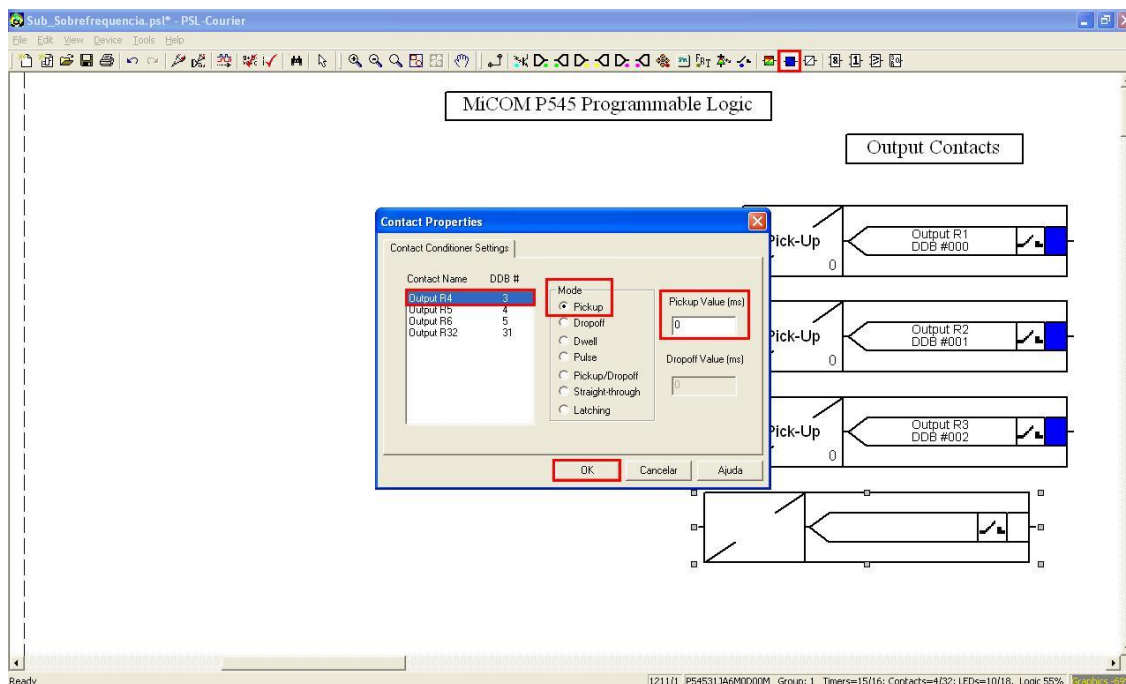 Sub_Sobrefrequencia.psl* - PSL-Courier
File Edit View Device Tools Help
MiCOM P545 Programmable Logic
Output Contacts
Contact Properties
Contact Conditioner Settings
Contact Name DDB #
Output R4 3
Output R5 4
Output R6 5
Output R32 31
Mode
Pickup
Dropoff
Dwell
Pulse
Pickup/Dropoff
Straight-through
Latching
Pickup Value (ms)
0
Dropoff Value (ms)
0
OK Cancelar Ajuda
Pick-Up
0
Output R1
DDB #000
Pick-Up
0
Output R2
DDB #001
Pick-Up
0
Output R3
DDB #002
Ready
1211/1 P54531JA6M0D00M Group: 1 Timers=15/16; Contacts=4/32; LEDs=10/18, Logic 55%